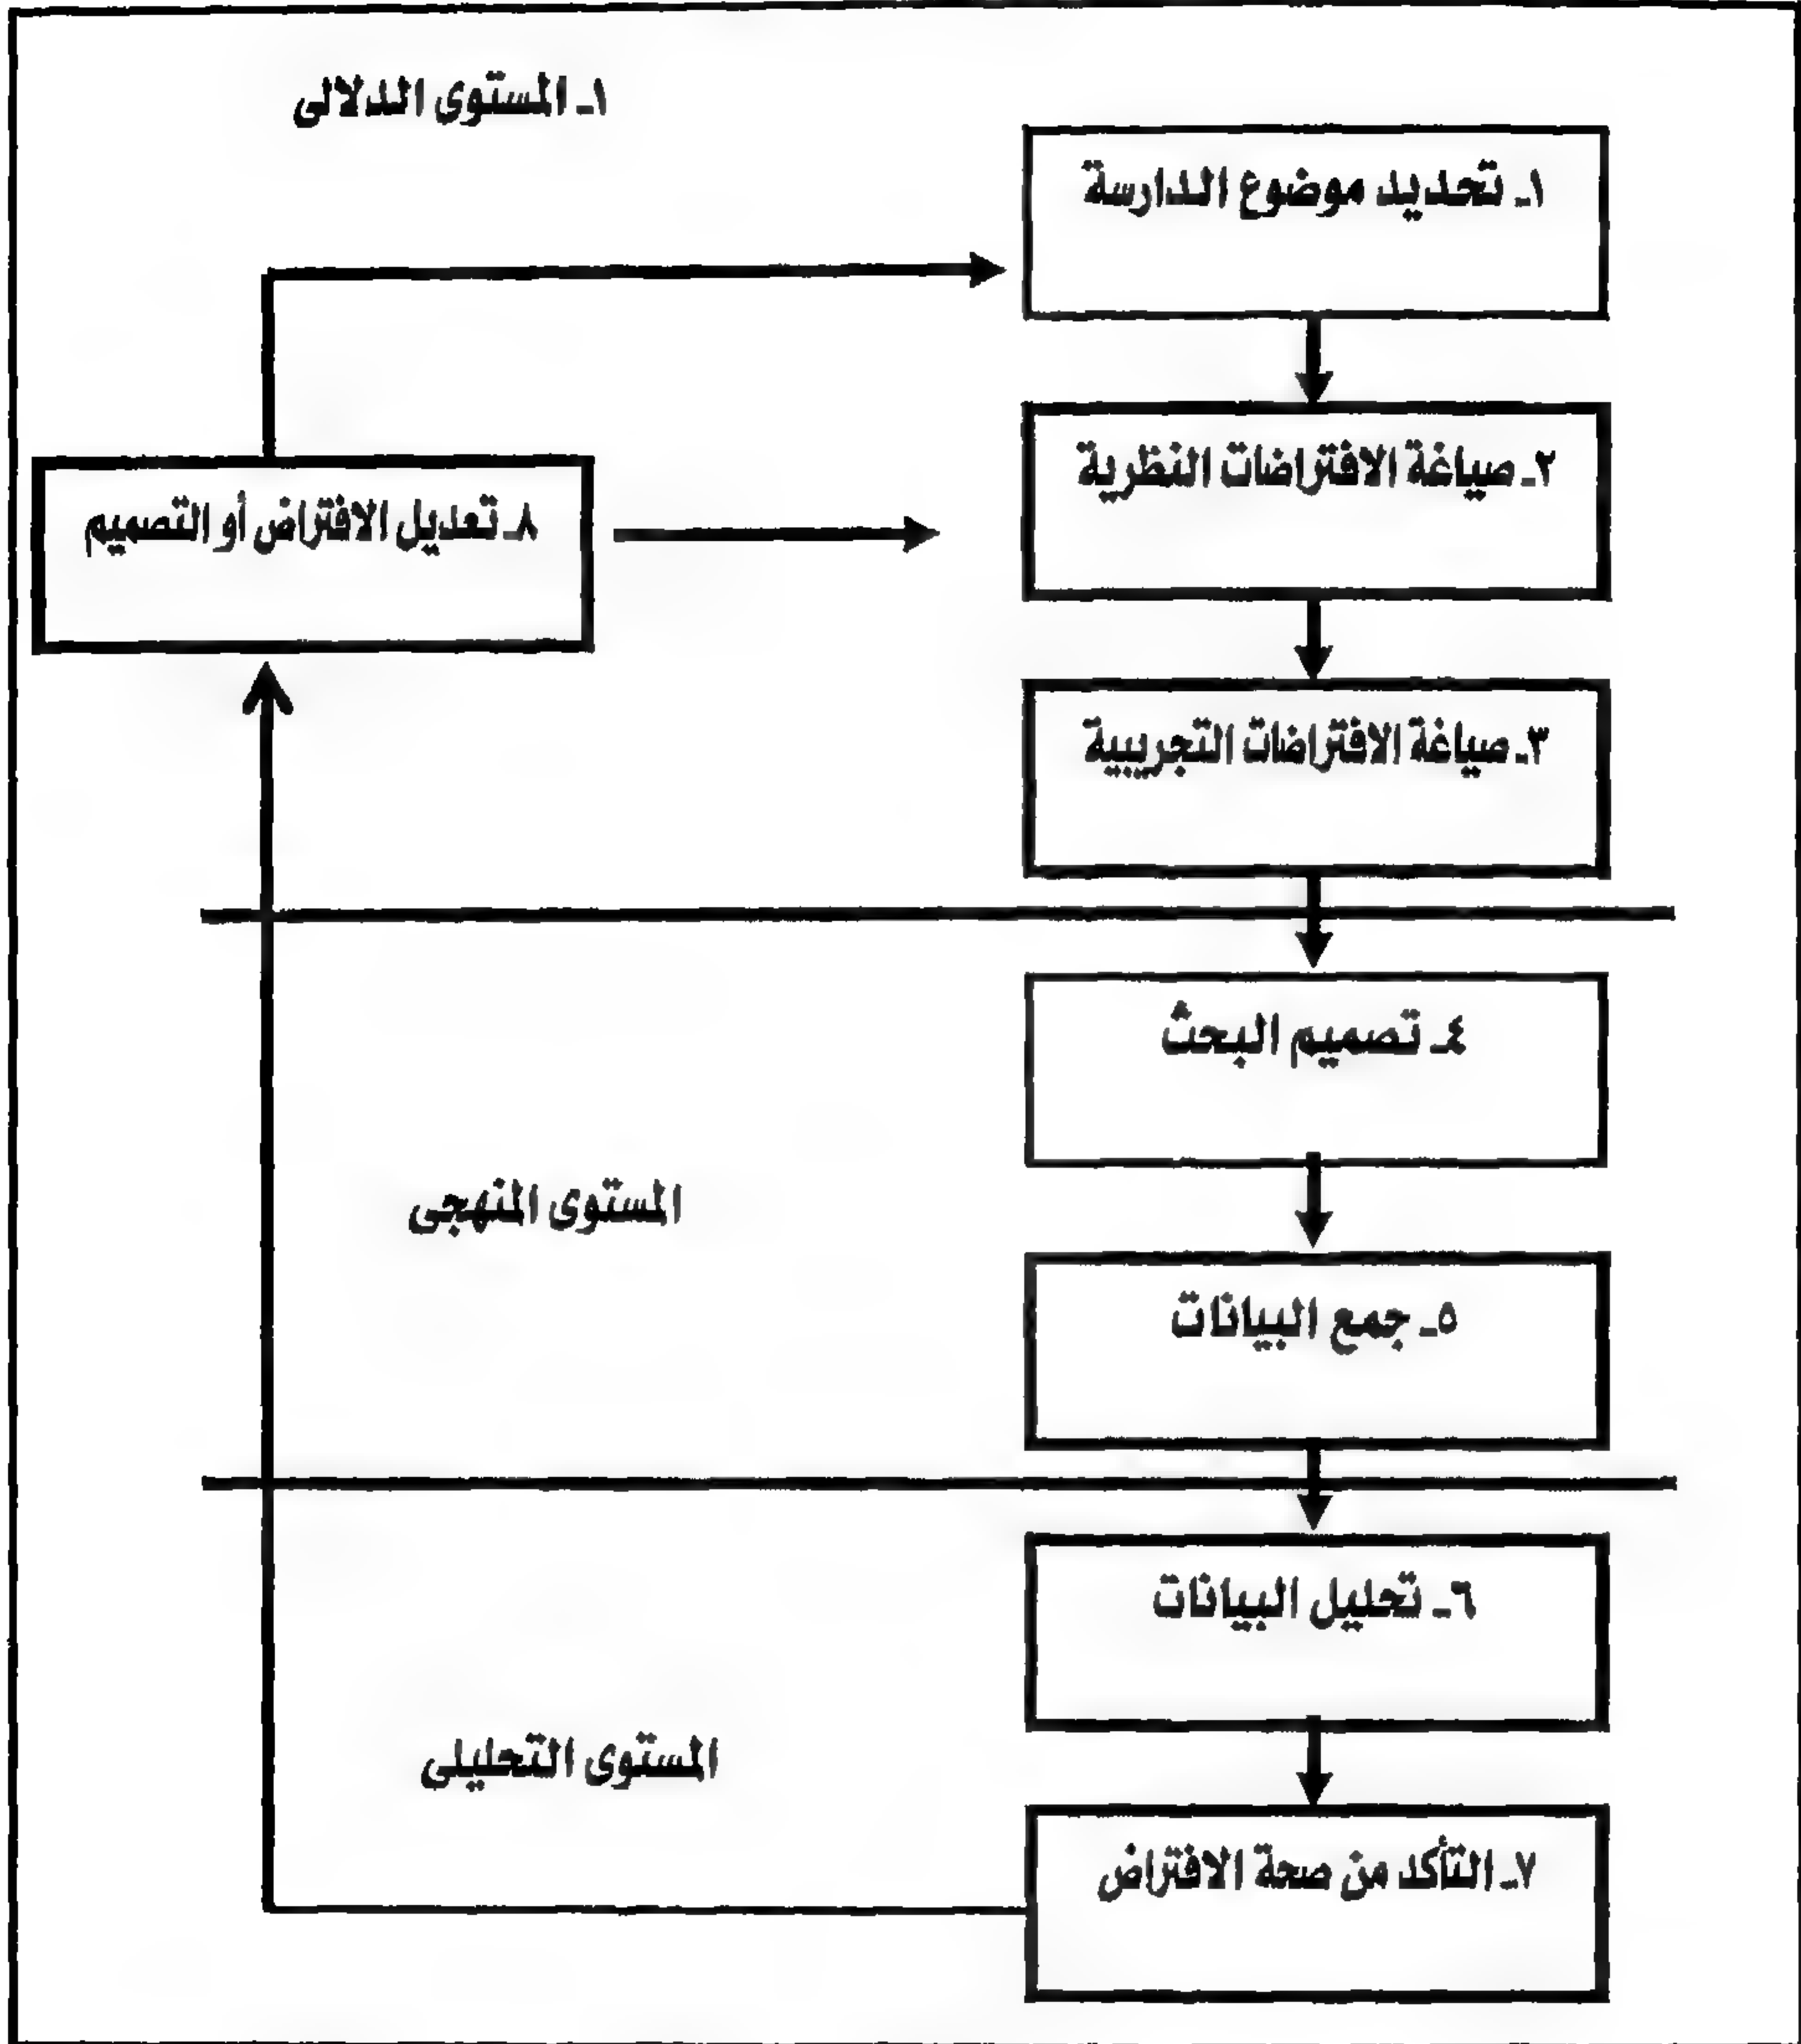 ١ـ المستوى الدلالى
١ـ تحديد موضوع الدارسة
٢ـ صياغة الافتراضات النظرية
٨ـ تعديل الافتراض أو التصميم
٣ـ صياغة الافتراضات التجريبية
٤ـ تصميم البحث
المستوى المنهجى
٥ـ جمع البيانات
٦ـ تحليل البيانات
المستوى التحليلى
٧ـ التأكد من صحة الافتراض